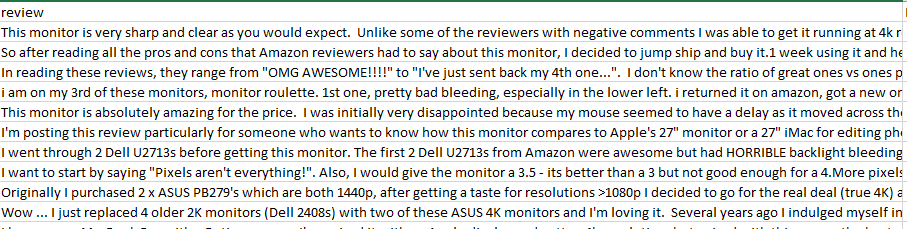 review
This monitor is very sharp and clear as you would expect.  Unlike some of the reviewers with negative comments I was able to get it running at 4k r
So after reading all the pros and cons that Amazon reviewers had to say about this monitor, I decided to jump ship and buy it.1 week using it and he
In reading these reviews, they range from "OMG AWESOME!!!!" to "I've just sent back my 4th one...".  I don't know the ratio of great ones vs ones p
i am on my 3rd of these monitors, monitor roulette. 1st one, pretty bad bleeding, especially in the lower left. i returned it on amazon, got a new or
This monitor is absolutely amazing for the price.  I was initially very disappointed because my mouse seemed to have a delay as it moved across the
I'm posting this review particularly for someone who wants to know how this monitor compares to Apple's 27" monitor or a 27" iMac for editing pho
I went through 2 Dell U2713s before getting this monitor. The first 2 Dell U2713s from Amazon were awesome but had HORRIBLE backlight bleeding
I want to start by saying "Pixels aren't everything!". Also, I would give the monitor a 3.5 - its better than a 3 but not good enough for a 4.More pixels
Originally I purchased 2 x ASUS PB279's which are both 1440p, after getting a taste for resolutions >1080p I decided to go for the real deal (true 4K) a
Wow ... I just replaced 4 older 2K monitors (Dell 2408s) with two of these ASUS 4K monitors and I'm loving it.  Several years ago I indulged myself in